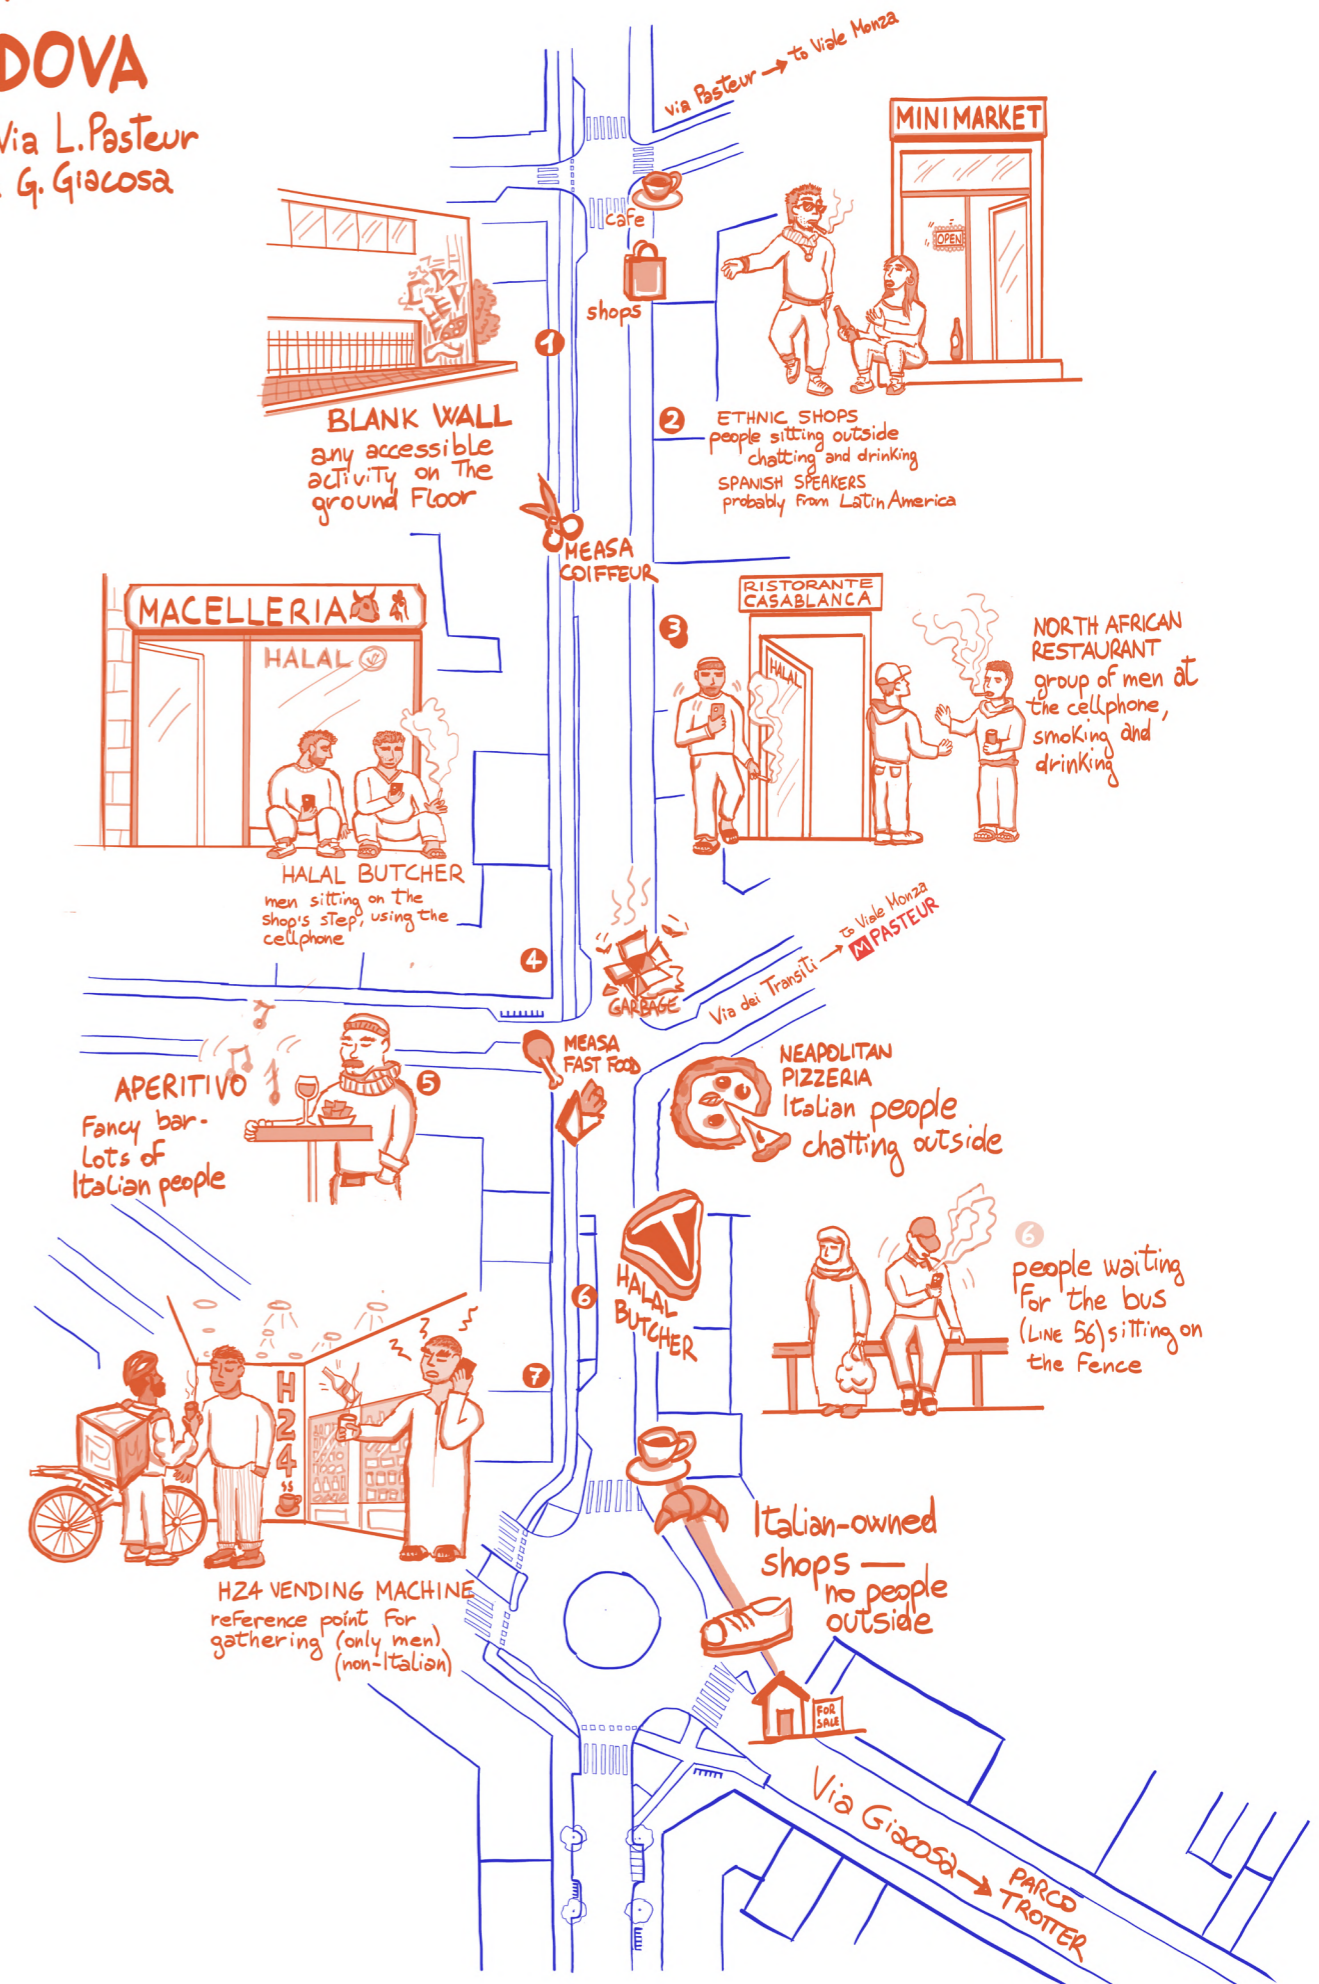 DOVA
Via L. Pasteur
G. Giacosa
via Pasteur → to Viale Monza
MINIMARKET
OPEN
cafe
shops
1
BLANK WALL
any accessible
activity on the
ground Floor
2
ETHNIC SHOPS
people sitting outside
chatting and drinking
SPANISH SPEAKERS
probably from Latin America
MEASA
COIFFEUR
MACELLERIA
HALAL
HALAL BUTCHER
men sitting on the
shop's step, using the
cellphone
3
RISTORANTE
CASABLANCA
HALAL
NORTH AFRICAN
RESTAURANT
group of men at
the cellphone,
smoking and
drinking
4
GARBAGE
Via dei Transiti → to Viale Monza
M PASTEUR
MEASA
FAST FOOD
5
APERITIVO
Fancy bar-
Lots of
Italian people
NEAPOLITAN
PIZZERIA
Italian people
chatting outside
HALAL
BUTCHER
6
6
people waiting
for the bus
(LINE 56) sitting on
the fence
7
H24
H24 VENDING MACHINE
reference point for
gathering (only men)
(non-Italian)
Italian-owned
shops —
no people
outside
FOR
SALE
Via Giacosa →
PARCO
TROTTER